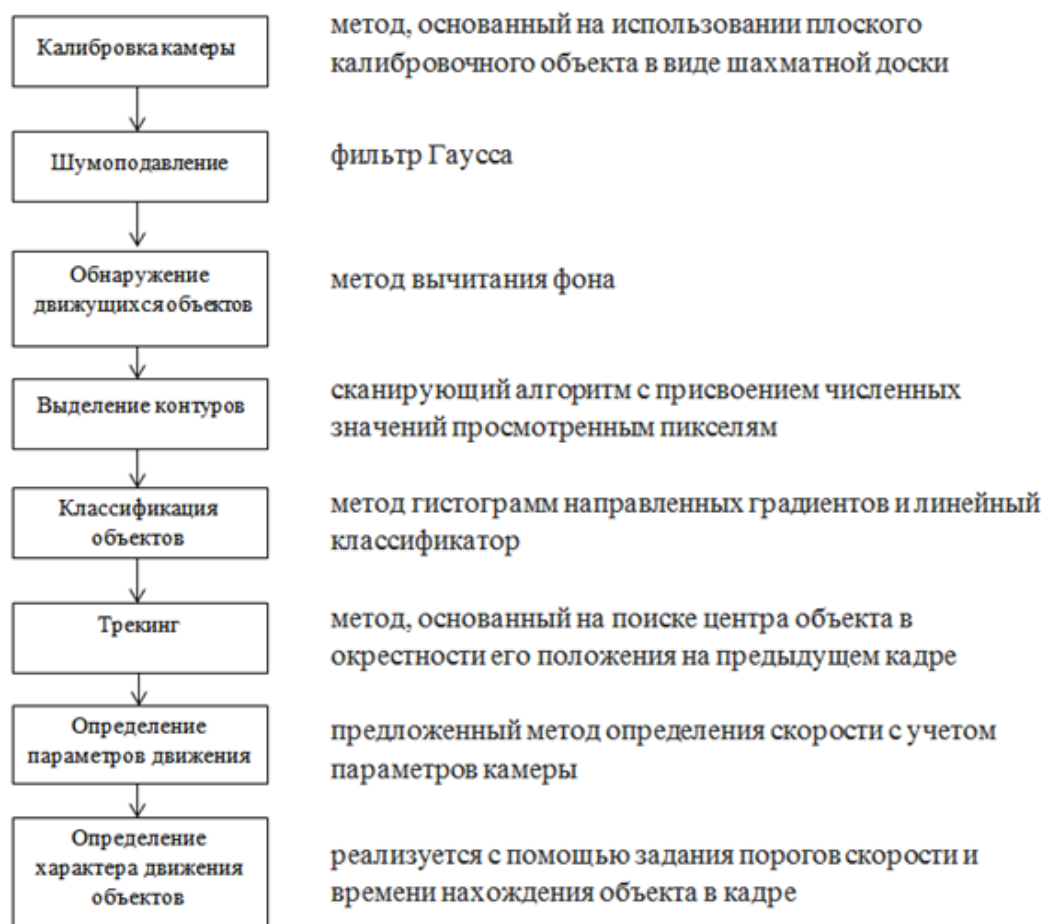 Калибровка камеры
метод, основанный на использовании плоского
калибровочного объекта в виде шахматной доски
Шумоподавление
фильтр Гаусса
Обнаружение
движущихся объектов
метод вычитания фона
Выделение контуров
сканирующий алгоритм с присвоением численных
значений просмотренным пикселям
Классификация
объектов
метод гистограмм направленных градиентов и линейный
классификатор
Трекинг
метод, основанный на поиске центра объекта в
окрестности его положения на предыдущем кадре
Определение
параметров движения
предложенный метод определения скорости с учетом
параметров камеры
Определение
характера движения
объектов
реализуется с помощью задания порогов скорости и
времени нахождения объекта в кадре